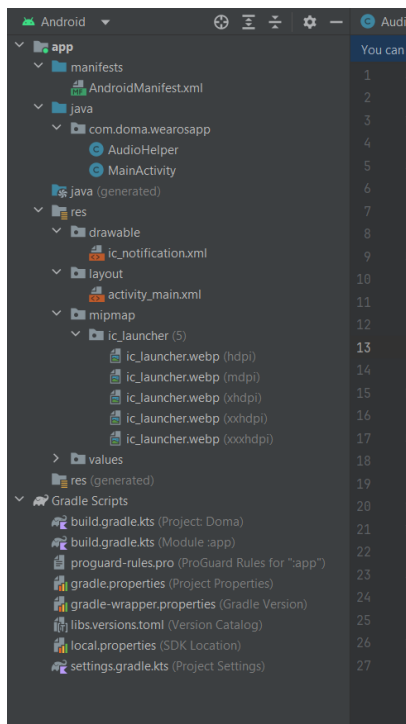 Android
Audi
You can
app
manifests
AndroidManifest.xml
java
com.doma.wearosapp
AudioHelper
MainActivity
java (generated)
res
drawable
ic_notification.xml
layout
activity_main.xml
mipmap
ic_launcher (5)
ic_launcher.webp (hdpi)
ic_launcher.webp (mdpi)
ic_launcher.webp (xhdpi)
ic_launcher.webp (xxhdpi)
ic_launcher.webp (xxxhdpi)
values
res (generated)
Gradle Scripts
build.gradle.kts (Project: Doma)
build.gradle.kts (Module :app)
proguard-rules.pro (ProGuard Rules for ":app")
gradle.properties (Project Properties)
gradle-wrapper.properties (Gradle Version)
libs.versions.toml (Version Catalog)
local.properties (SDK Location)
settings.gradle.kts (Project Settings)
1
2
3
4
5
6
7
8
9
10
11
12
13
14
15
16
17
18
19
20
21
22
23
24
25
26
27